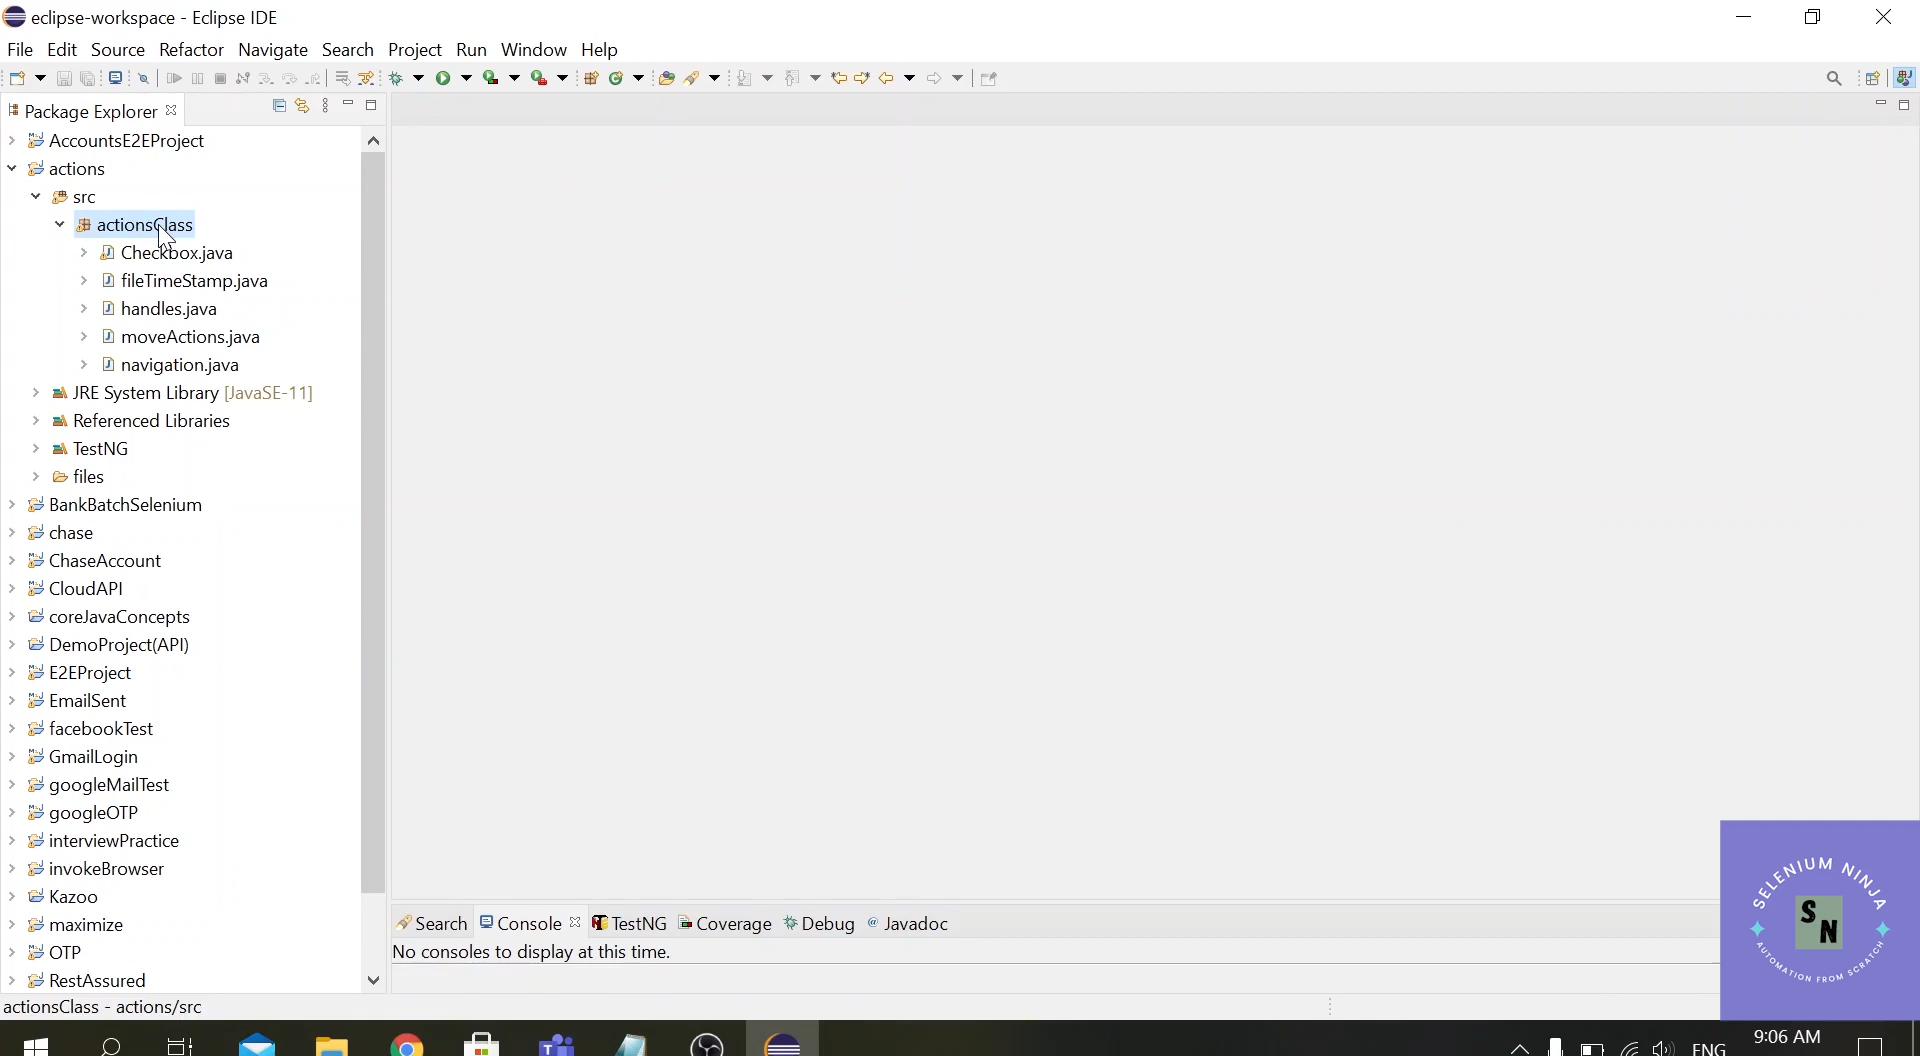 eclipse-workspace - Eclipse IDE
File Edit Source Refactor Navigate Search Project Run Window Help
Package Explorer
AccountsE2EProject
actions
src
actionsClass
Checkbox.java
fileTimeStamp.java
handles.java
moveActions.java
navigation.java
JRE System Library [JavaSE-11]
Referenced Libraries
TestNG
files
BankBatchSelenium
chase
ChaseAccount
CloudAPI
coreJavaConcepts
DemoProject(API)
E2EProject
EmailSent
facebookTest
GmailLogin
googleMailTest
googleOTP
interviewPractice
invokeBrowser
Kazoo
maximize
OTP
RestAssured
Search Console TestNG Coverage Debug Javadoc
No consoles to display at this time.
actionsClass - actions/src
SELENIUM NINJA
S N
AUTOMATION FROM SCRATCH
ENG
9:06 AM